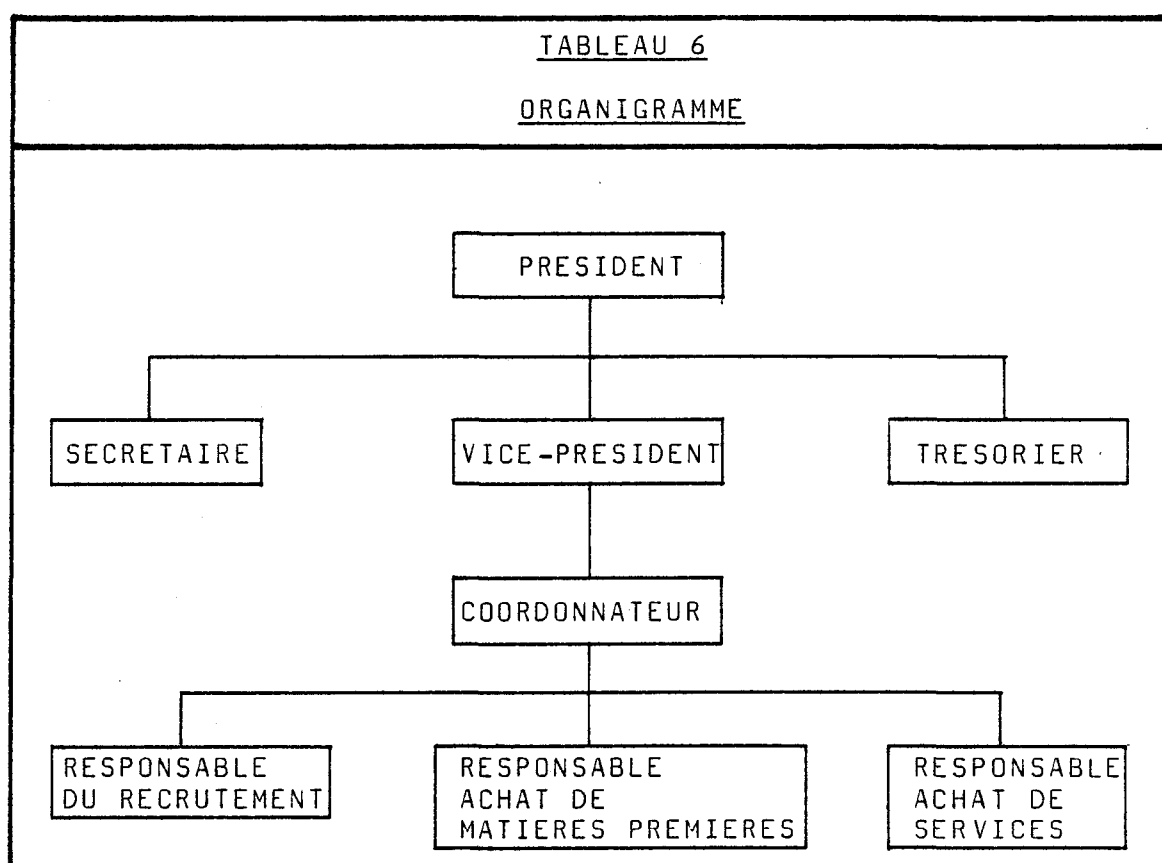 TABLEAU 6
ORGANIGRAMME
PRESIDENT
SECRETAIRE
VICE-PRESIDENT
TRESORIER
COORDONNATEUR
RESPONSABLE
DU RECRUTEMENT
RESPONSABLE
ACHAT DE
MATIERES PREMIERES
RESPONSABLE
ACHAT DE
SERVICES